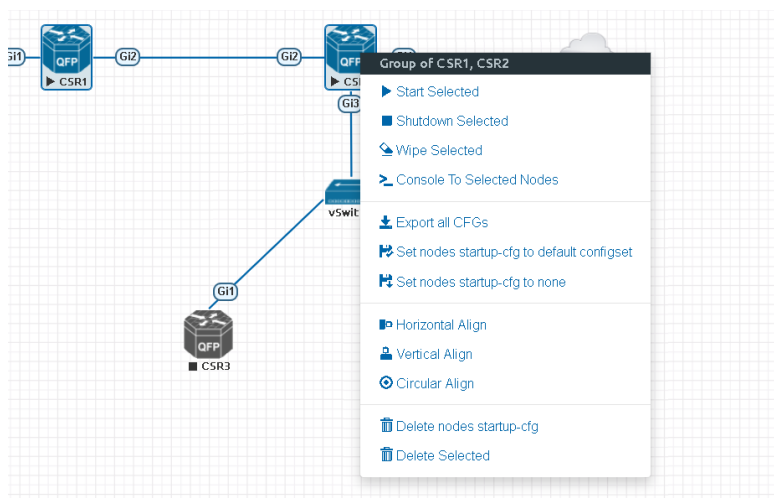 Gi1
QFP
Gi2
Gi2
QFP
CSR1
Gi3
vSwit
Gi1
QFP
CSR3
Group of CSR1, CSR2
Start Selected
Shutdown Selected
Wipe Selected
Console To Selected Nodes
Export all CFGs
Set nodes startup-cfg to default configset
Set nodes startup-cfg to none
Horizontal Align
Vertical Align
Circular Align
Delete nodes startup-cfg
Delete Selected